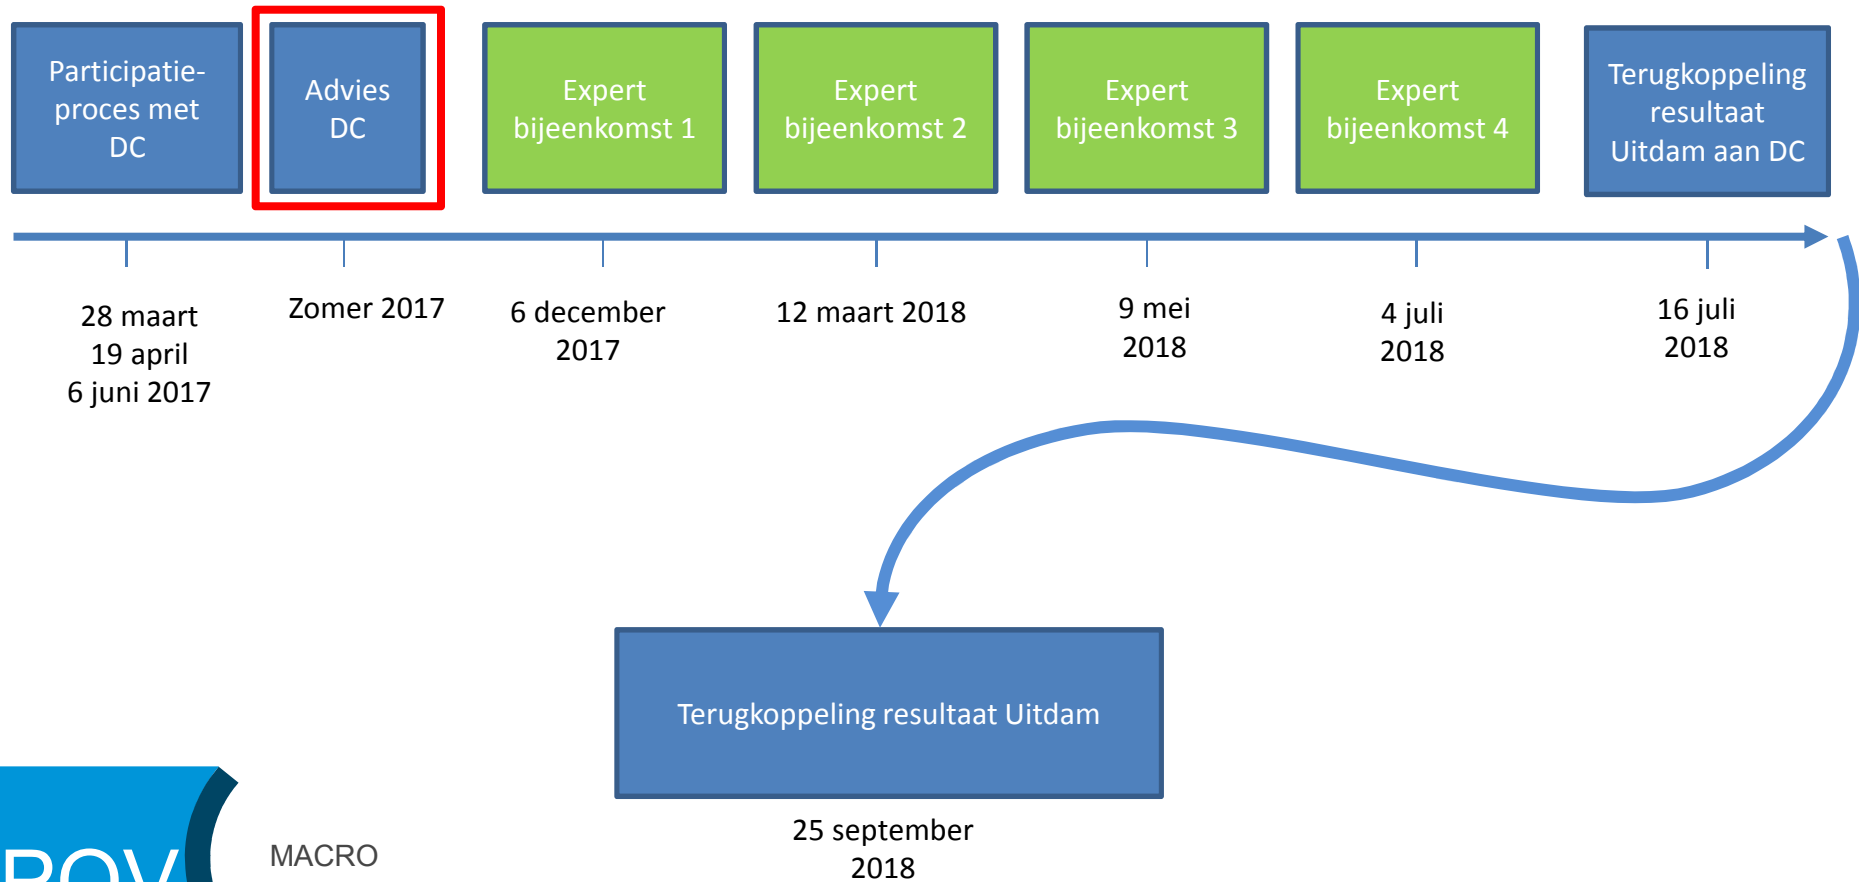 Participatie-
proces met
DC
Advies
DC
Expert
bijeenkomst 1
Expert
bijeenkomst 2
Expert
bijeenkomst 3
Expert
bijeenkomst 4
Terugkoppeling
resultaat
Uitdam aan DC
28 maart
19 april
6 juni 2017
Zomer 2017
6 december
2017
12 maart 2018
9 mei
2018
4 juli
2018
16 juli
2018
Terugkoppeling resultaat Uitdam
25 september
2018
POV
MACRO